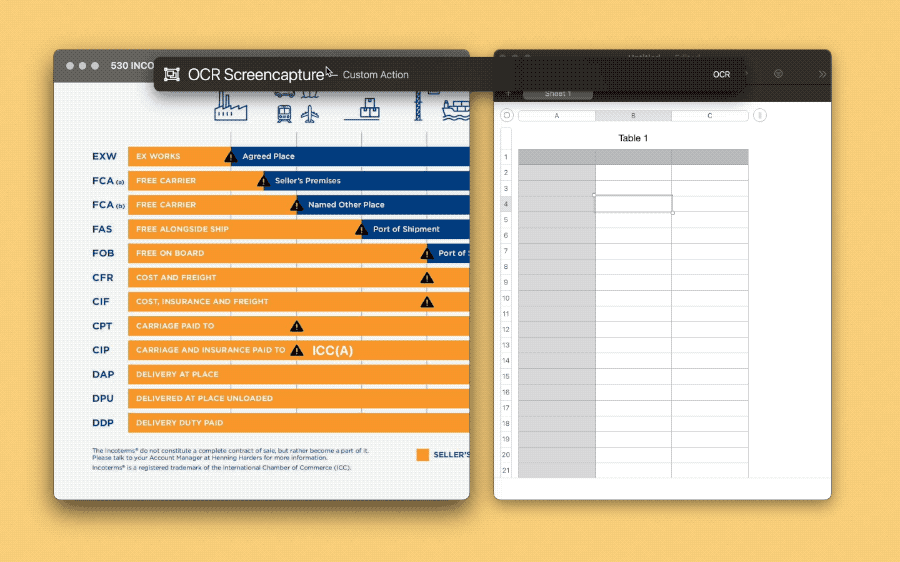 530 INCO
OCR Screencapture — Custom Action
OCR
Sheet 1
EXW EX WORKS Agreed Place
FCA (a) FREE CARRIER Seller's Premises
FCA (b) FREE CARRIER Named Other Place
FAS FREE ALONGSIDE SHIP Port of Shipment
FOB FREE ON BOARD Port of
CFR COST AND FREIGHT
CIF COST, INSURANCE AND FREIGHT
CPT CARRIAGE PAID TO
CIP CARRIAGE AND INSURANCE PAID TO ICC(A)
DAP DELIVERY AT PLACE
DPU DELIVERED AT PLACE UNLOADED
DDP DELIVERY DUTY PAID
The Incoterms® do not constitute a complete contract of sale, but rather become a part of it.
Please talk to your Account Manager at Henning Harders for more information.
Incoterms® is a registered trademark of the International Chamber of Commerce (ICC).
SELLER'S
A B C
Table 1
1
2
3
4
5
6
7
8
9
10
11
12
13
14
15
16
17
18
19
20
21